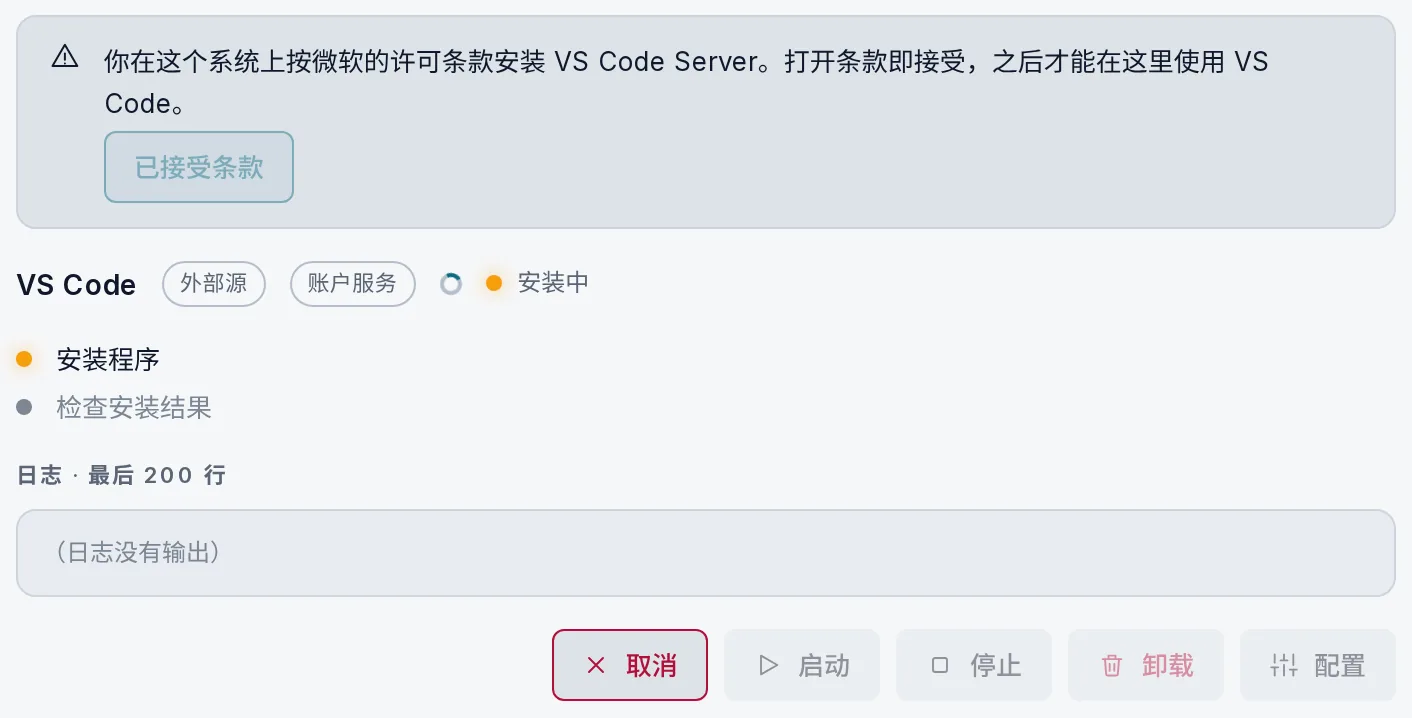 你在这个系统上按微软的许可条款安装 VS Code Server。打开条款即接受，之后才能在这里使用 VS
Code。
已接受条款
VS Code 外部源 账户服务 安装中
安装程序
检查安装结果
日志 · 最后 200 行
（日志没有输出）
取消 启动 停止 卸载 配置